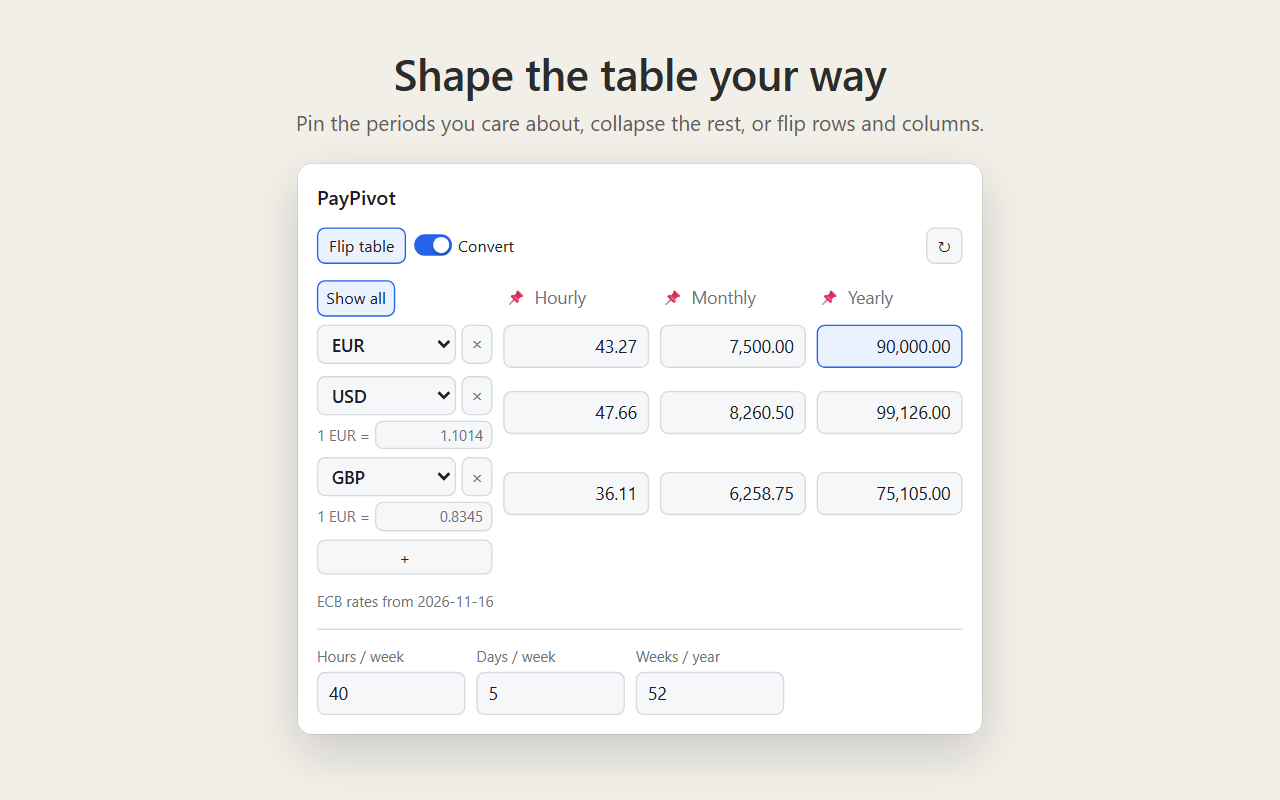 Shape the table your way
Pin the periods you care about, collapse the rest, or flip rows and columns.
PayPivot
Flip table Convert ↻
Show all 📌 Hourly 📌 Monthly 📌 Yearly
EUR × 43.27 7,500.00 90,000.00
USD × 47.66 8,260.50 99,126.00
1 EUR = 1.1014
GBP × 36.11 6,258.75 75,105.00
1 EUR = 0.8345
+
ECB rates from 2026-11-16
Hours / week Days / week Weeks / year
40 5 52